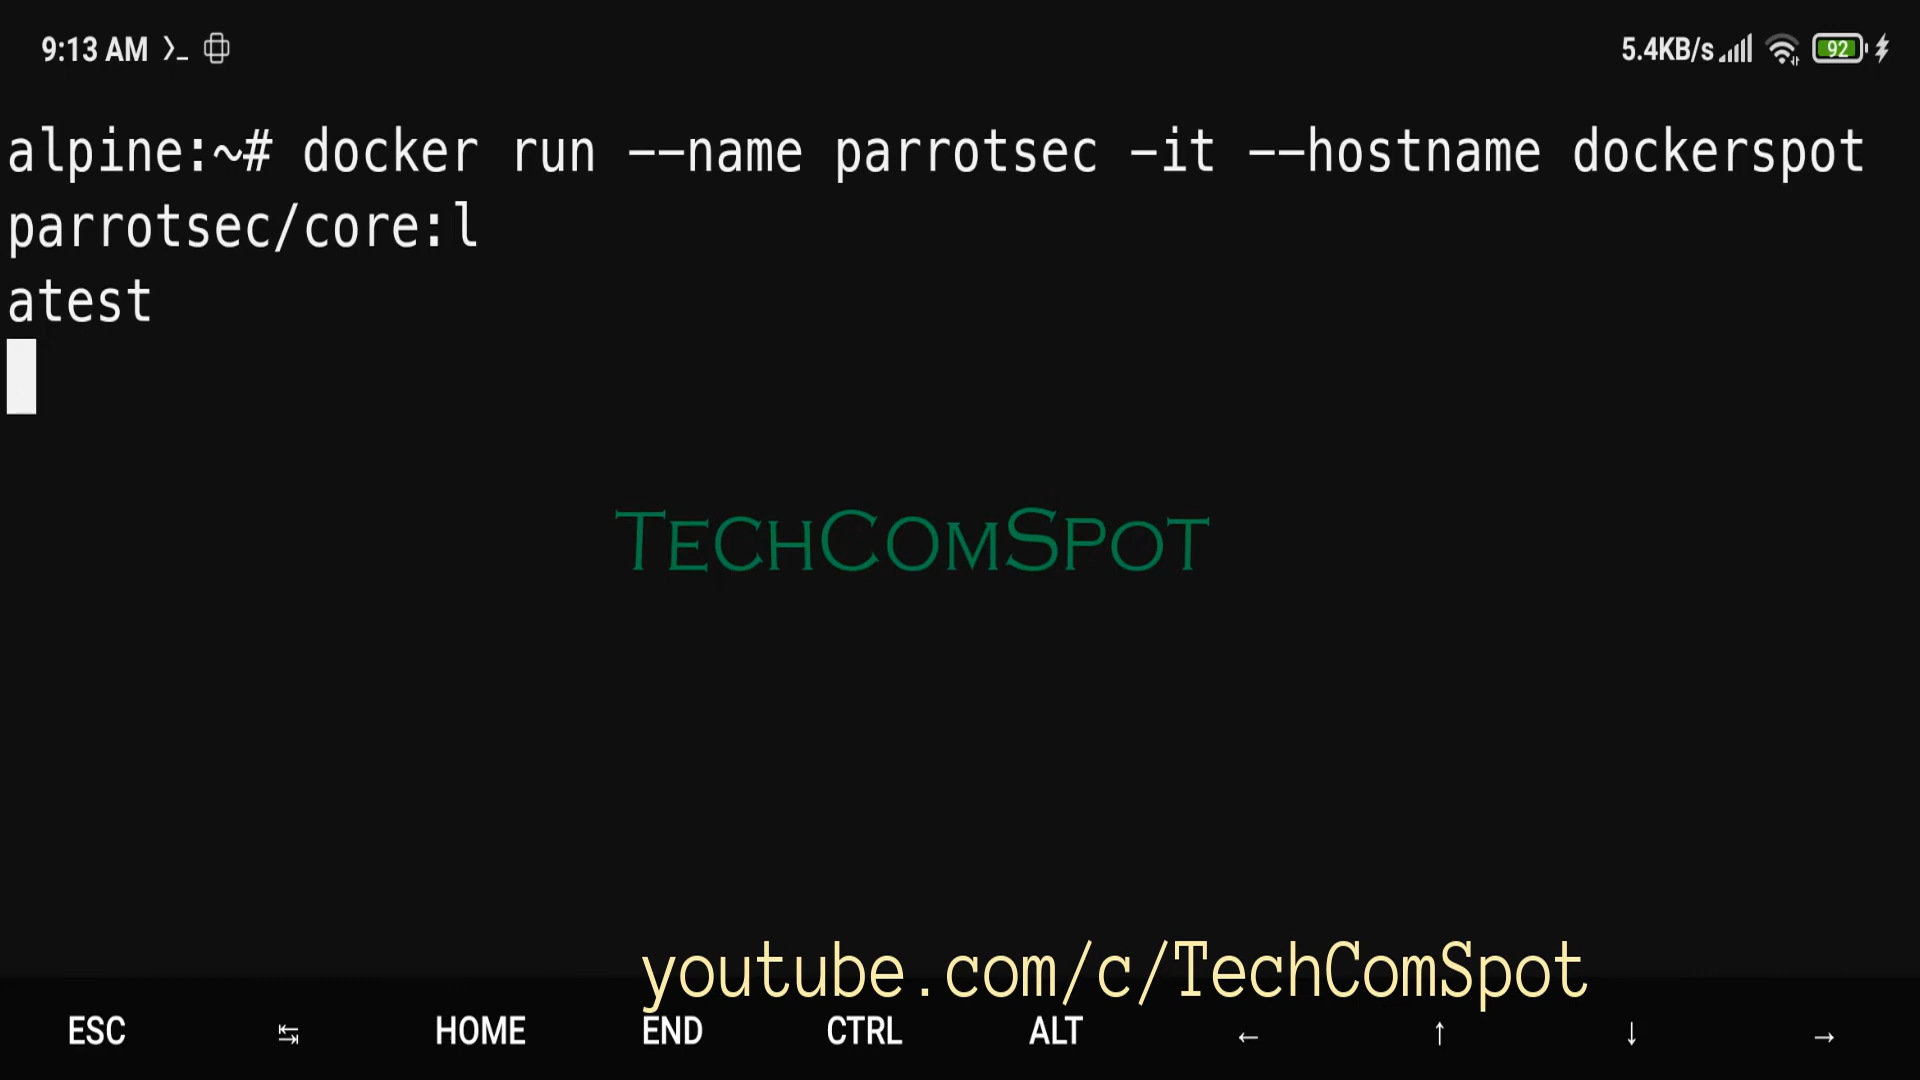 9:13 AM
5.4KB/s 92
alpine:~# docker run --name parrotsec -it --hostname dockerspot
parrotsec/core:l
atest
TechComSpot
youtube.com/c/TechComSpot
ESC ↹ HOME END CTRL ALT ← ↑ ↓ →